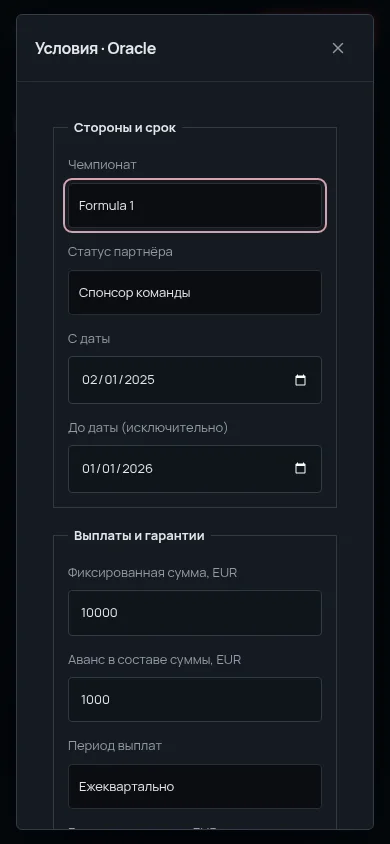 Условия · Oracle
Стороны и срок
Чемпионат
Formula 1
Статус партнёра
Спонсор команды
С даты
02/01/2025
До даты (исключительно)
01/01/2026
Выплаты и гарантии
Фиксированная сумма, EUR
10000
Аванс в составе суммы, EUR
1000
Период выплат
Ежеквартально